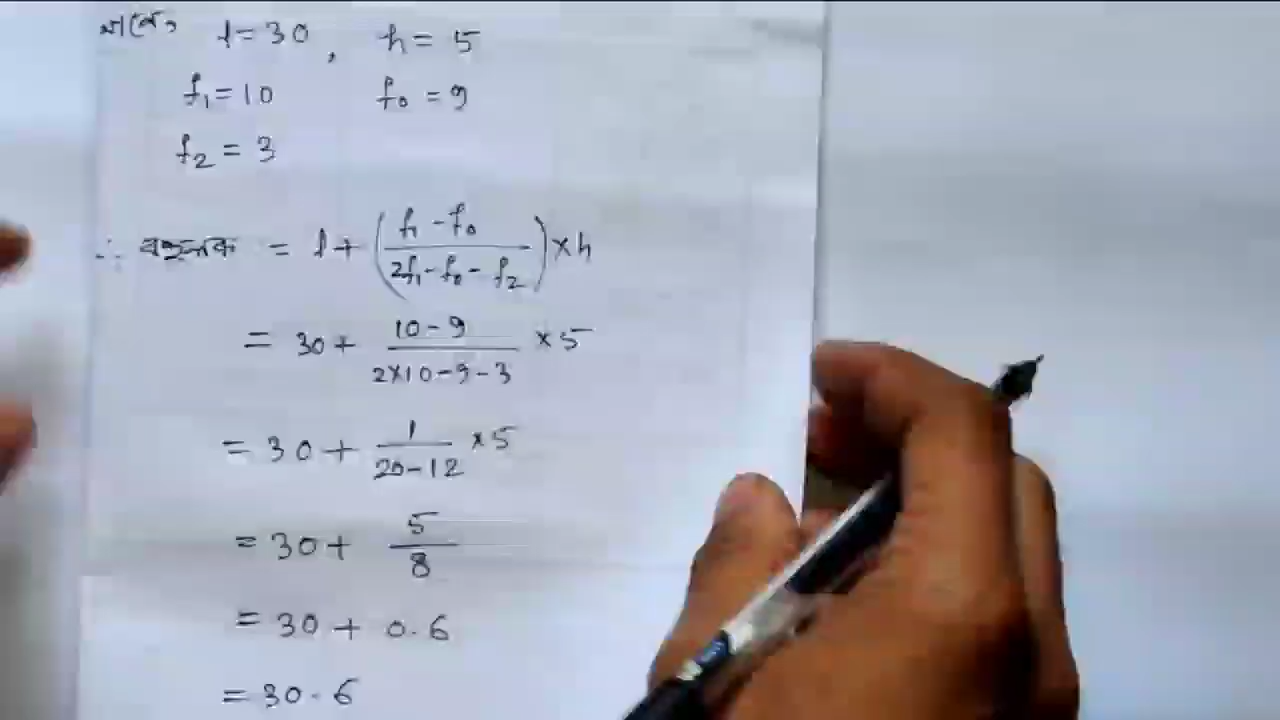 l = 30 , h = 5
f₁ = 10 f₀ = 9
f₂ = 3
∴ বহুলক = l + (f₁ - f₀ / 2f₁ - f₀ - f₂) × h
= 30 + 10 - 9 / 2×10 - 9 - 3 × 5
= 30 + 1 / 20 - 12 × 5
= 30 + 5 / 8
= 30 + 0.6
= 30.6